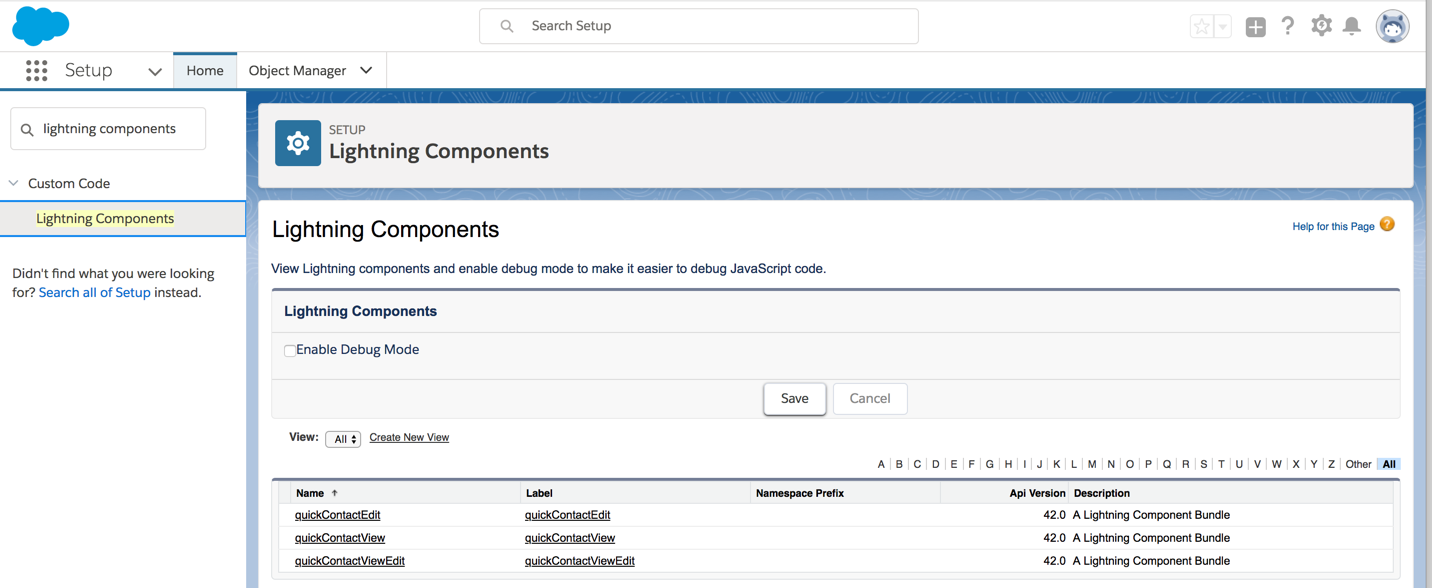 Search Setup
Setup
Home
Object Manager
lightning components
Custom Code
Lightning Components
Didn't find what you were looking
for? Search all of Setup instead.
SETUP
Lightning Components
Lightning Components
Help for this Page ?
View Lightning components and enable debug mode to make it easier to debug JavaScript code.
Lightning Components
Enable Debug Mode
Save Cancel
View: All Create New View
A | B | C | D | E | F | G | H | I | J | K | L | M | N | O | P | Q | R | S | T | U | V | W | X | Y | Z | Other | All
Name ↑ Label Namespace Prefix Api Version Description
quickContactEdit quickContactEdit 42.0 A Lightning Component Bundle
quickContactView quickContactView 42.0 A Lightning Component Bundle
quickContactViewEdit quickContactViewEdit 42.0 A Lightning Component Bundle